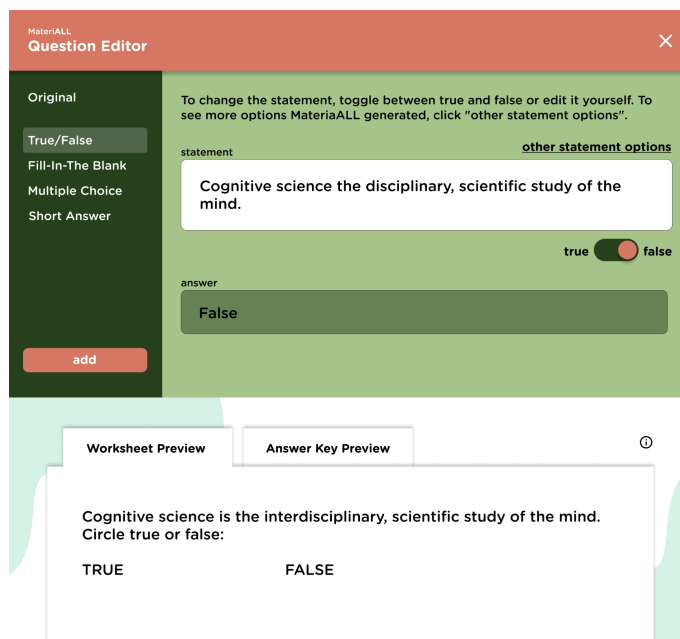 MateriALL
Question Editor
Original
True/False
Fill-In-The Blank
Multiple Choice
Short Answer
add
To change the statement, toggle between true and false or edit it yourself. To
see more options MateriaALL generated, click "other statement options".
statement
other statement options
Cognitive science the disciplinary, scientific study of the
mind.
true
false
answer
False
Worksheet Preview
Answer Key Preview
Cognitive science is the interdisciplinary, scientific study of the mind.
Circle true or false:
TRUE
FALSE